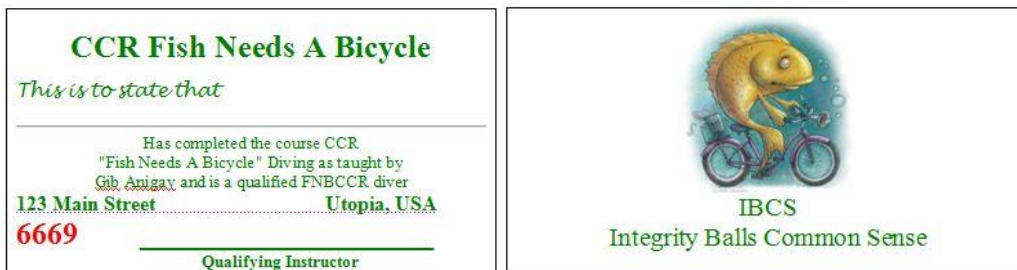 CCR Fish Needs A Bicycle
This is to state that
Has completed the course CCR
"Fish Needs A Bicycle" Diving as taught by
Gib Anigay and is a qualified FNBCCR diver
123 Main Street Utopia, USA
6669
Qualifying Instructor
IBCS
Integrity Balls Common Sense